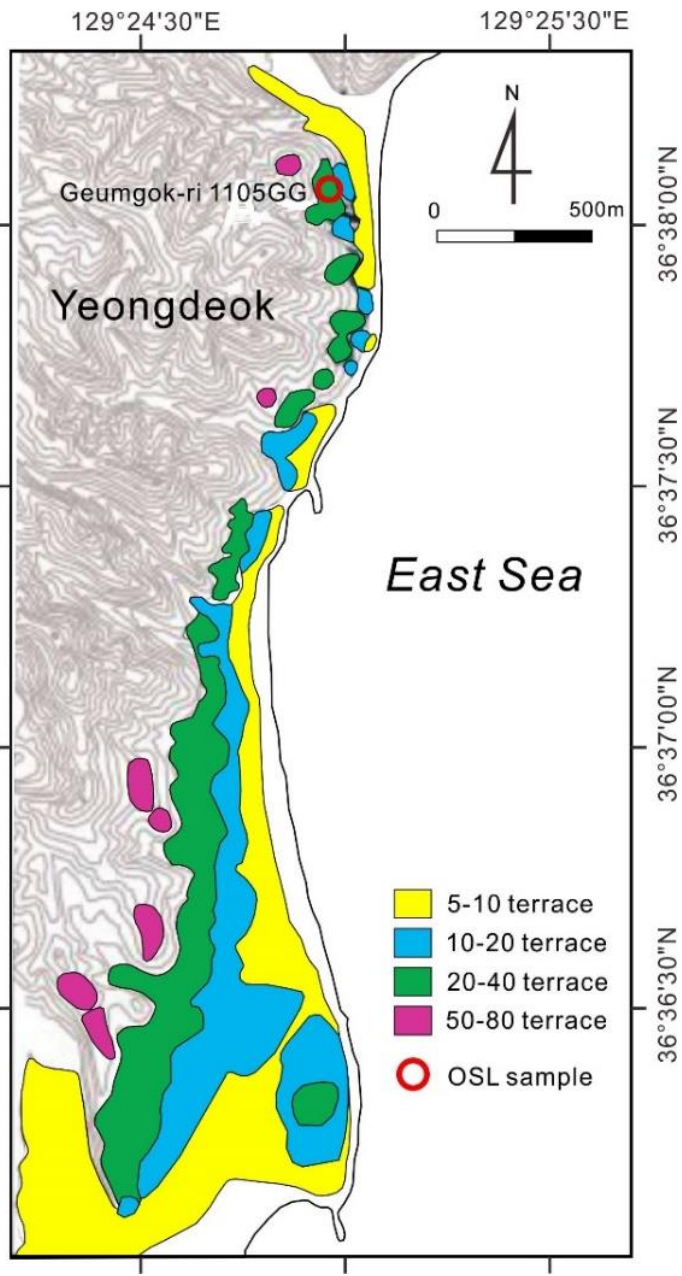 129°24'30"E
129°25'30"E
N
Geumgok-ri 1105GG
0 500m
36°38'00"N
Yeongdeok
36°37'30"N
East Sea
36°37'00"N
5-10 terrace
10-20 terrace
20-40 terrace
50-80 terrace
36°36'30"N
OSL sample